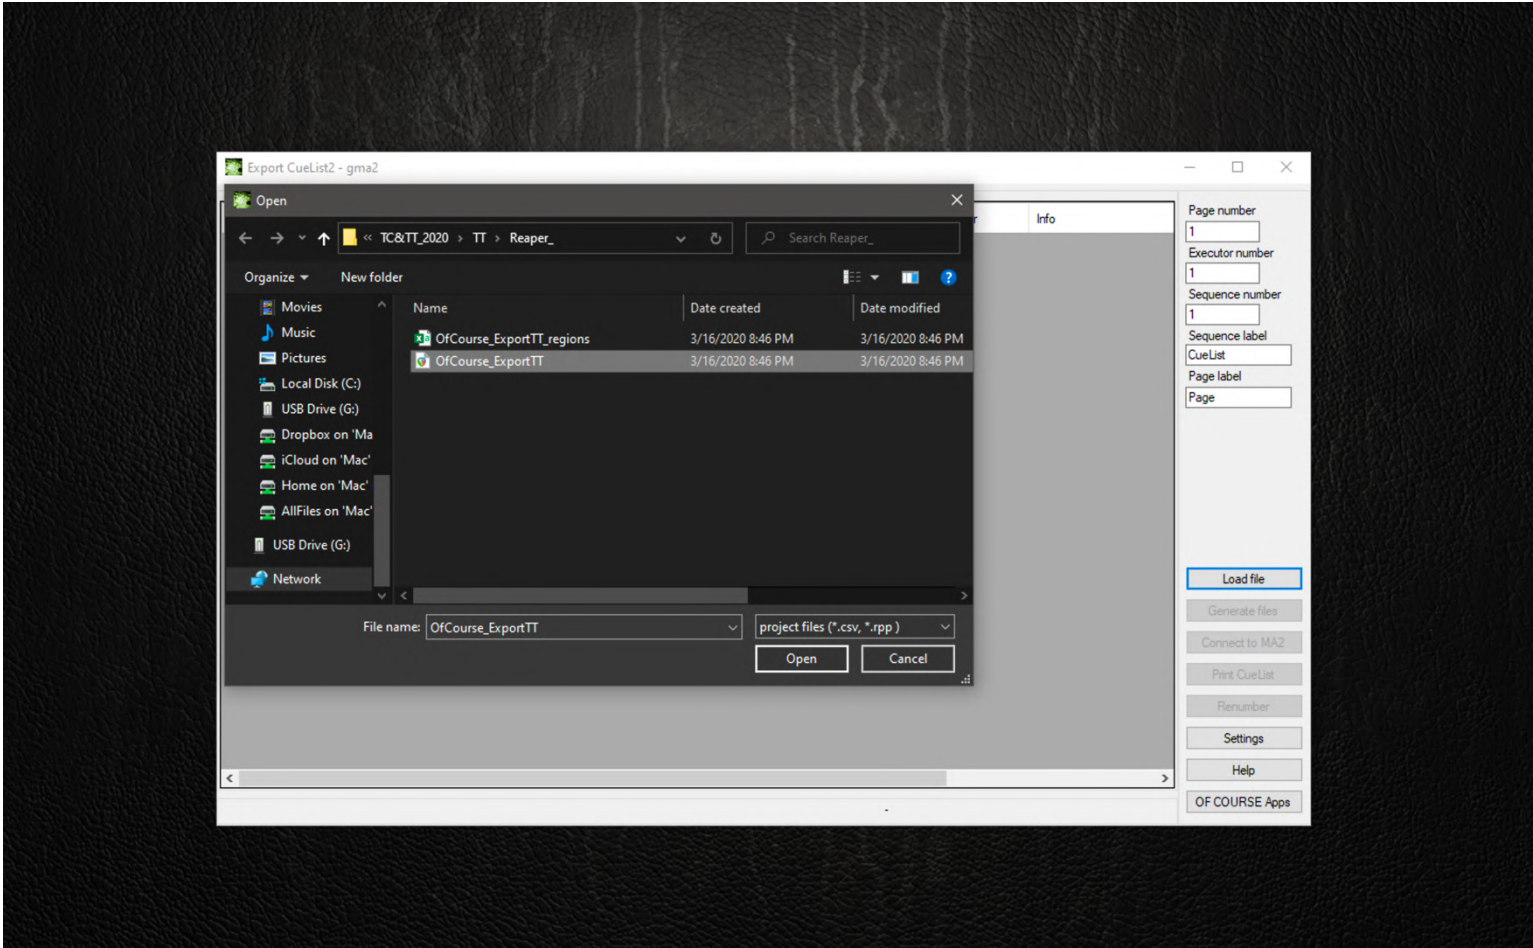 Export CueList2 - gma2
Open
« TC&TT_2020 › TT › Reaper_
Search Reaper_
Organize
New folder
?
Movies
Music
Pictures
Local Disk (C:)
USB Drive (G:)
Dropbox on 'Ma
iCloud on 'Mac'
Home on 'Mac'
AllFiles on 'Mac'
USB Drive (G:)
Network
Name Date created Date modified
OfCourse_ExportTT_regions 3/16/2020 8:46 PM 3/16/2020 8:46 PM
OfCourse_ExportTT 3/16/2020 8:46 PM 3/16/2020 8:46 PM
File name: OfCourse_ExportTT project files (*.csv, *.rpp )
Open Cancel
r Info
Page number
1
Executor number
1
Sequence number
1
Sequence label
CueList
Page label
Page
Load file
Generate files
Connect to MA2
Print CueList
Renumber
Settings
Help
OF COURSE Apps
-